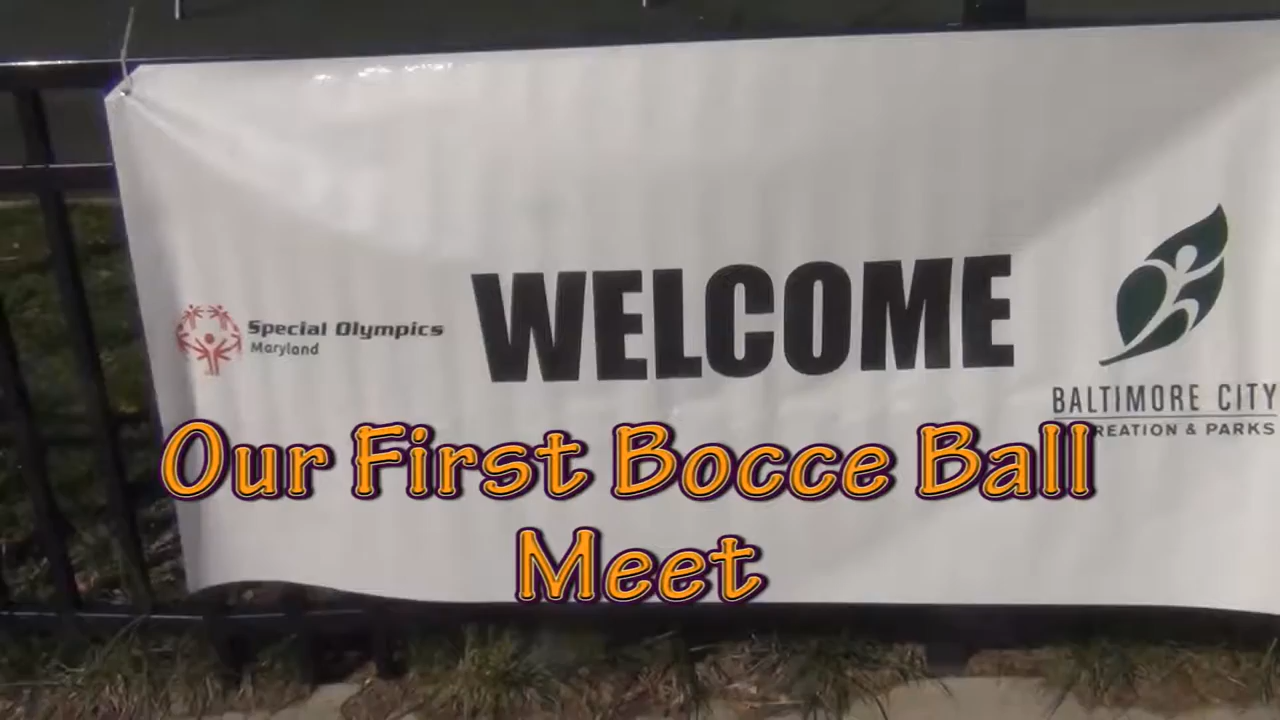 Special Olympics
Maryland
WELCOME
BALTIMORE CITY
REATION & PARKS
Our First Bocce Ball
Meet